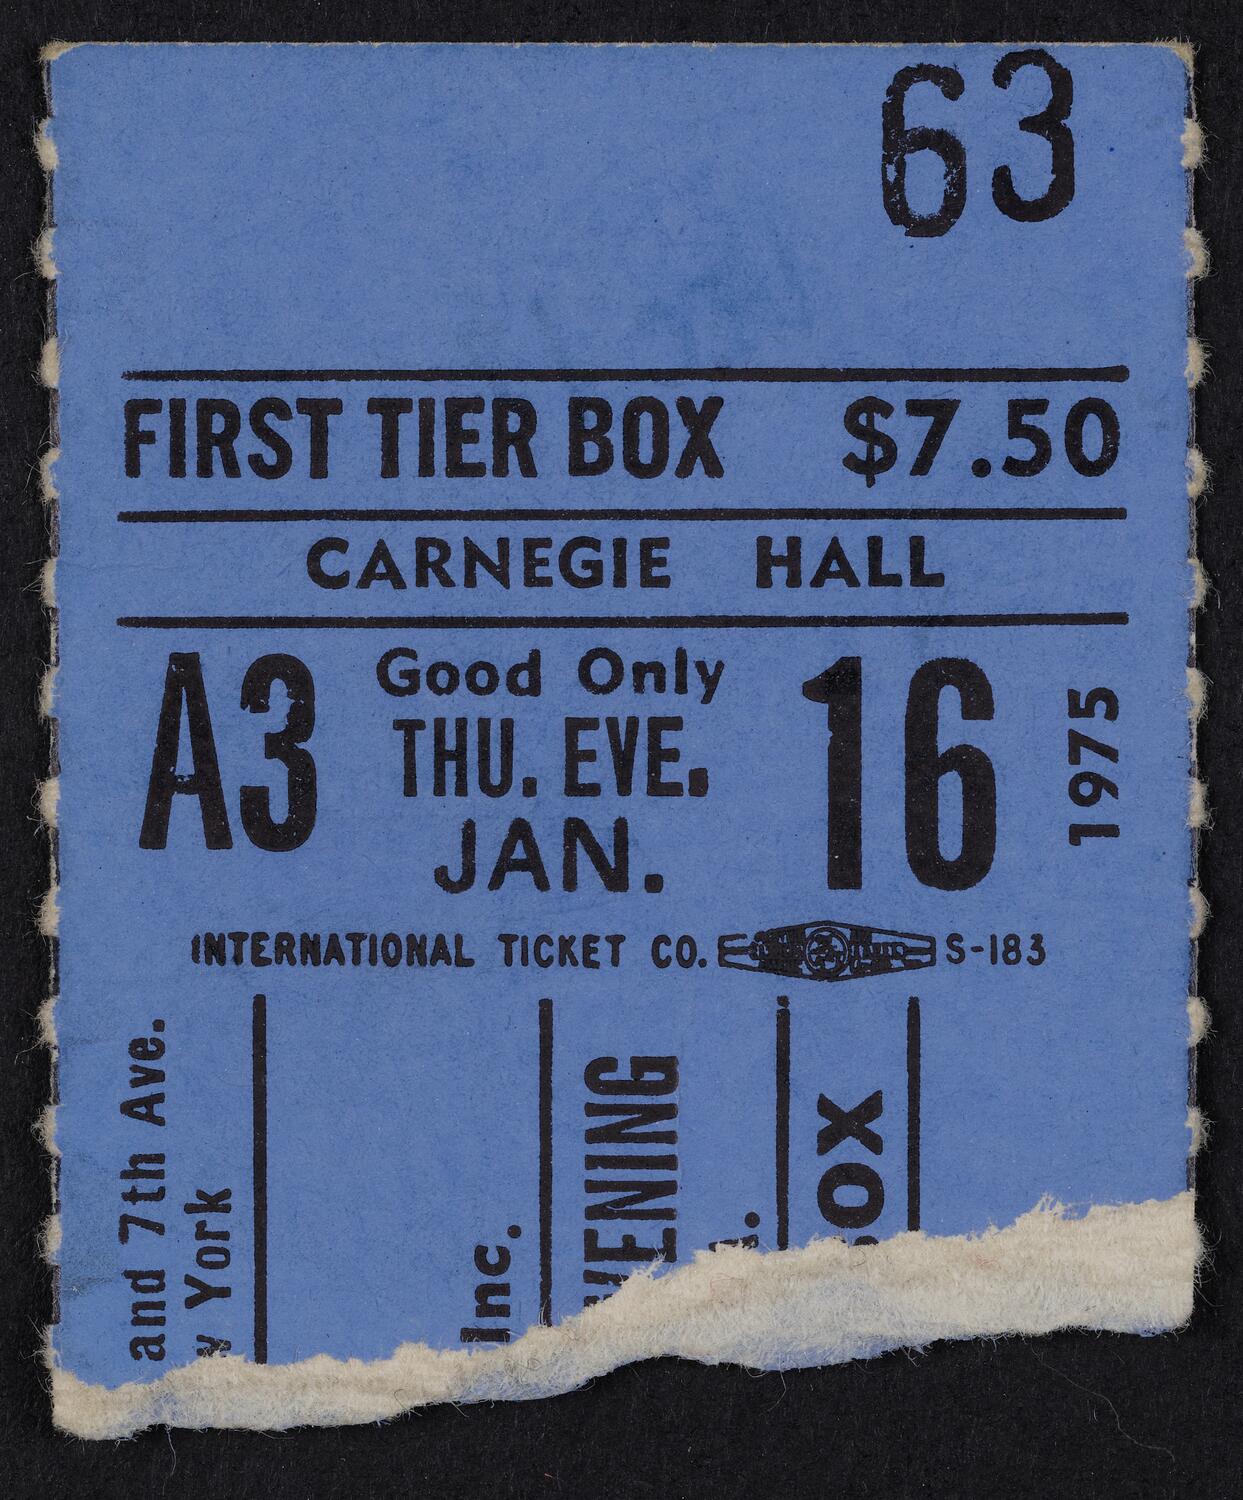 63
FIRST TIER BOX $7.50
CARNEGIE HALL
A3
Good Only
THU. EVE.
JAN.
16
1975
INTERNATIONAL TICKET CO. S-183
and 7th Ave.
York
Inc.
EVENING
OX